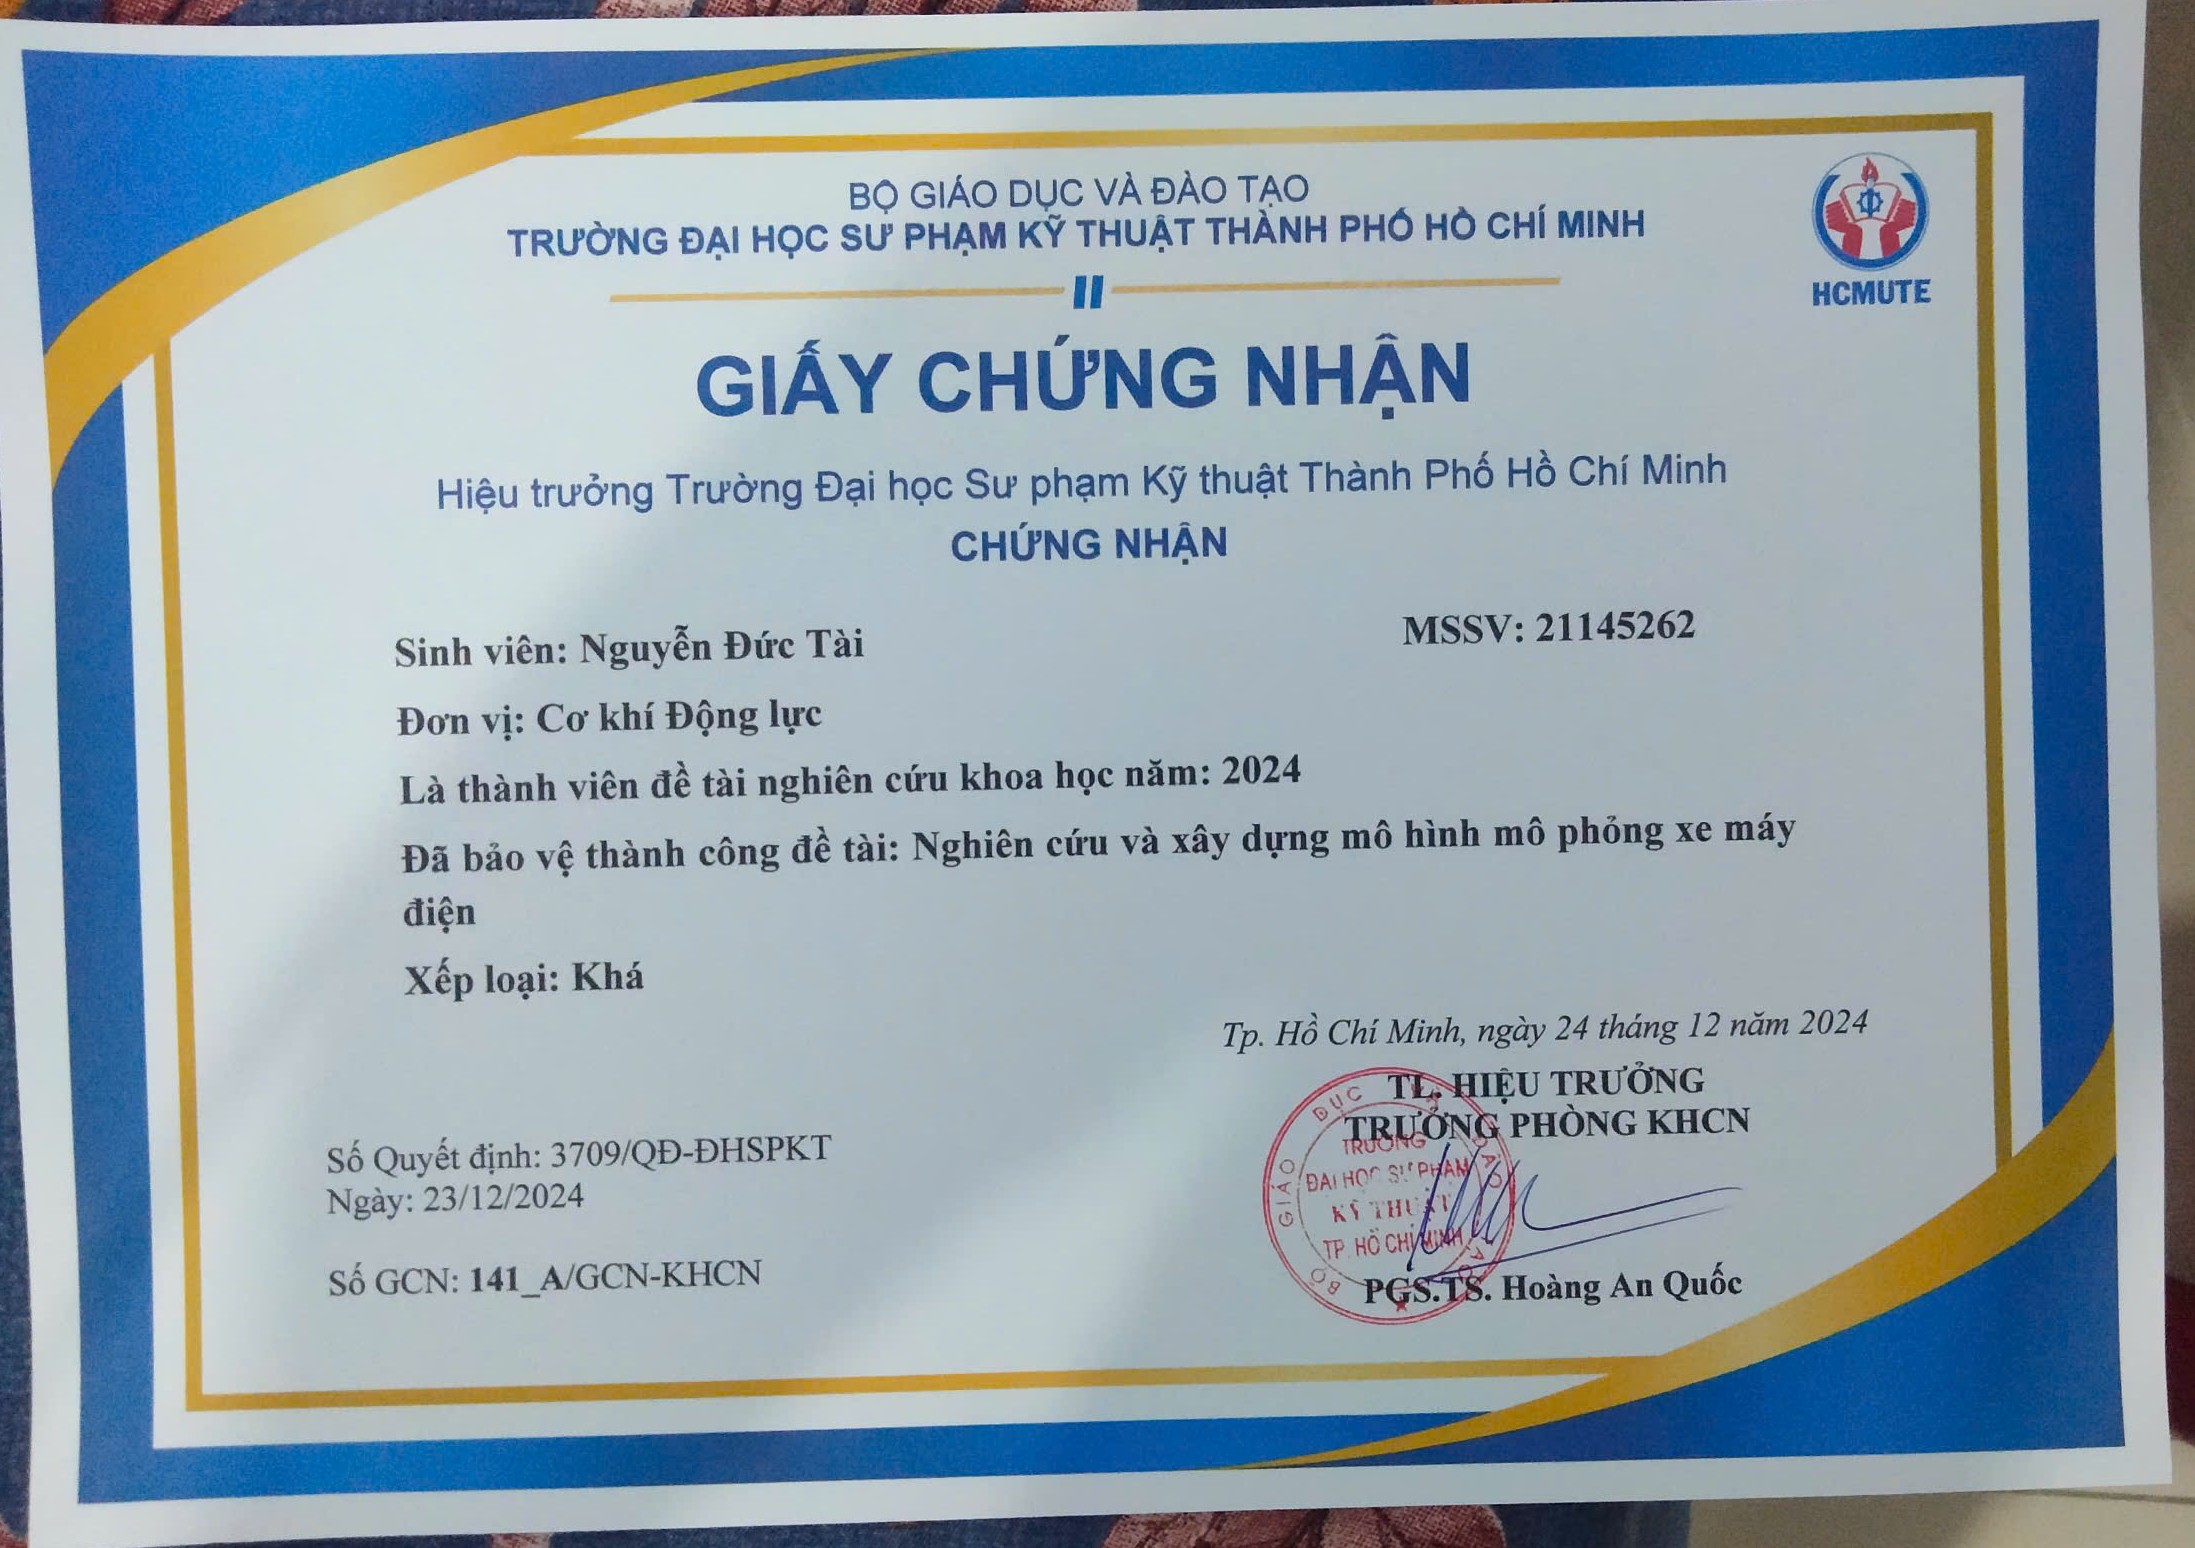 BỘ GIÁO DỤC VÀ ĐÀO TẠO
TRƯỜNG ĐẠI HỌC SƯ PHẠM KỸ THUẬT THÀNH PHỐ HỒ CHÍ MINH
HCMUTE
GIẤY CHỨNG NHẬN
Hiệu trưởng Trường Đại học Sư phạm Kỹ thuật Thành Phố Hồ Chí Minh
CHỨNG NHẬN
Sinh viên: Nguyễn Đức Tài MSSV: 21145262
Đơn vị: Cơ khí Động lực
Là thành viên đề tài nghiên cứu khoa học năm: 2024
Đã bảo vệ thành công đề tài: Nghiên cứu và xây dựng mô hình mô phỏng xe máy
điện
Xếp loại: Khá
Tp. Hồ Chí Minh, ngày 24 tháng 12 năm 2024
TL. HIỆU TRƯỞNG
TRƯỞNG PHÒNG KHCN
TRƯỜNG
ĐẠI HỌC SƯ PHẠM
KỸ THUẬT
TP. HỒ CHÍ MINH
BỘ GIÁO DỤC VÀ ĐÀO TẠO
PGS.TS. Hoàng An Quốc
Số Quyết định: 3709/QĐ-ĐHSPKT
Ngày: 23/12/2024
Số GCN: 141_A/GCN-KHCN